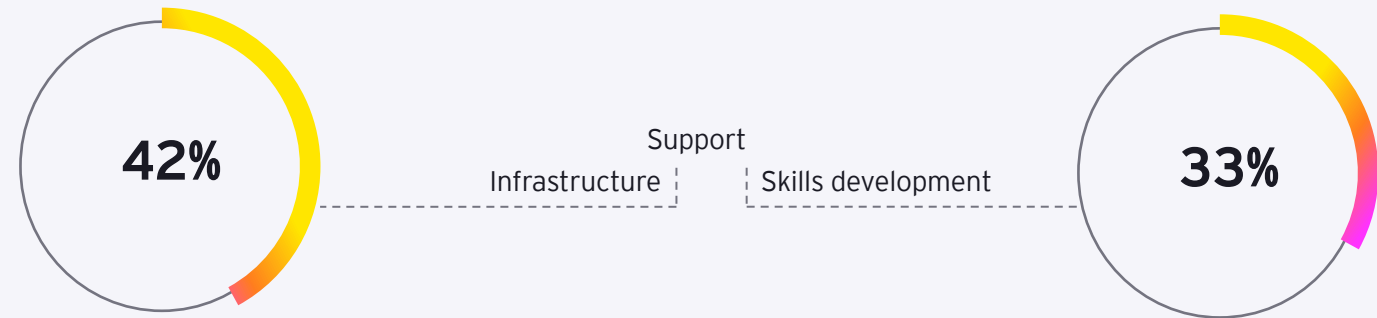 42%
Support
Infrastructure
Skills development
33%